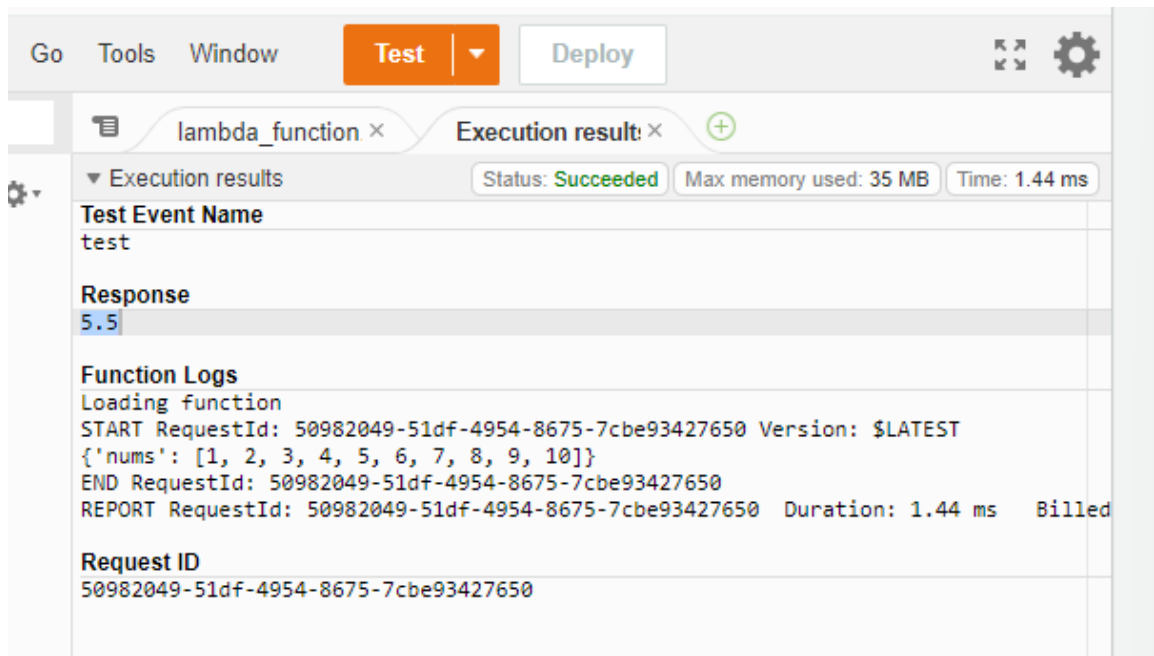 Go Tools Window Test Deploy
lambda_function × Execution result: ×
Execution results Status: Succeeded Max memory used: 35 MB Time: 1.44 ms
Test Event Name
test
Response
5.5
Function Logs
Loading function
START RequestId: 50982049-51df-4954-8675-7cbe93427650 Version: $LATEST
{'nums': [1, 2, 3, 4, 5, 6, 7, 8, 9, 10]}
END RequestId: 50982049-51df-4954-8675-7cbe93427650
REPORT RequestId: 50982049-51df-4954-8675-7cbe93427650 Duration: 1.44 ms Billed
Request ID
50982049-51df-4954-8675-7cbe93427650